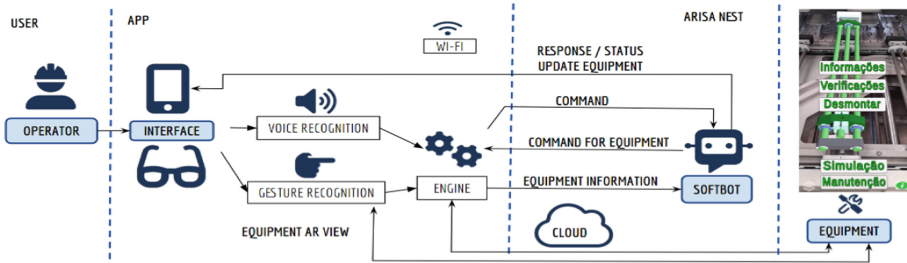 USER
APP
ARISA NEST
WI-FI
RESPONSE / STATUS
UPDATE EQUIPMENT
Informações
Verificações
Desmontar
COMMAND
OPERATOR
INTERFACE
VOICE RECOGNITION
COMMAND FOR EQUIPMENT
Simulação
Manutenção
GESTURE RECOGNITION
ENGINE
EQUIPMENT INFORMATION
SOFTBOT
EQUIPMENT AR VIEW
CLOUD
EQUIPMENT